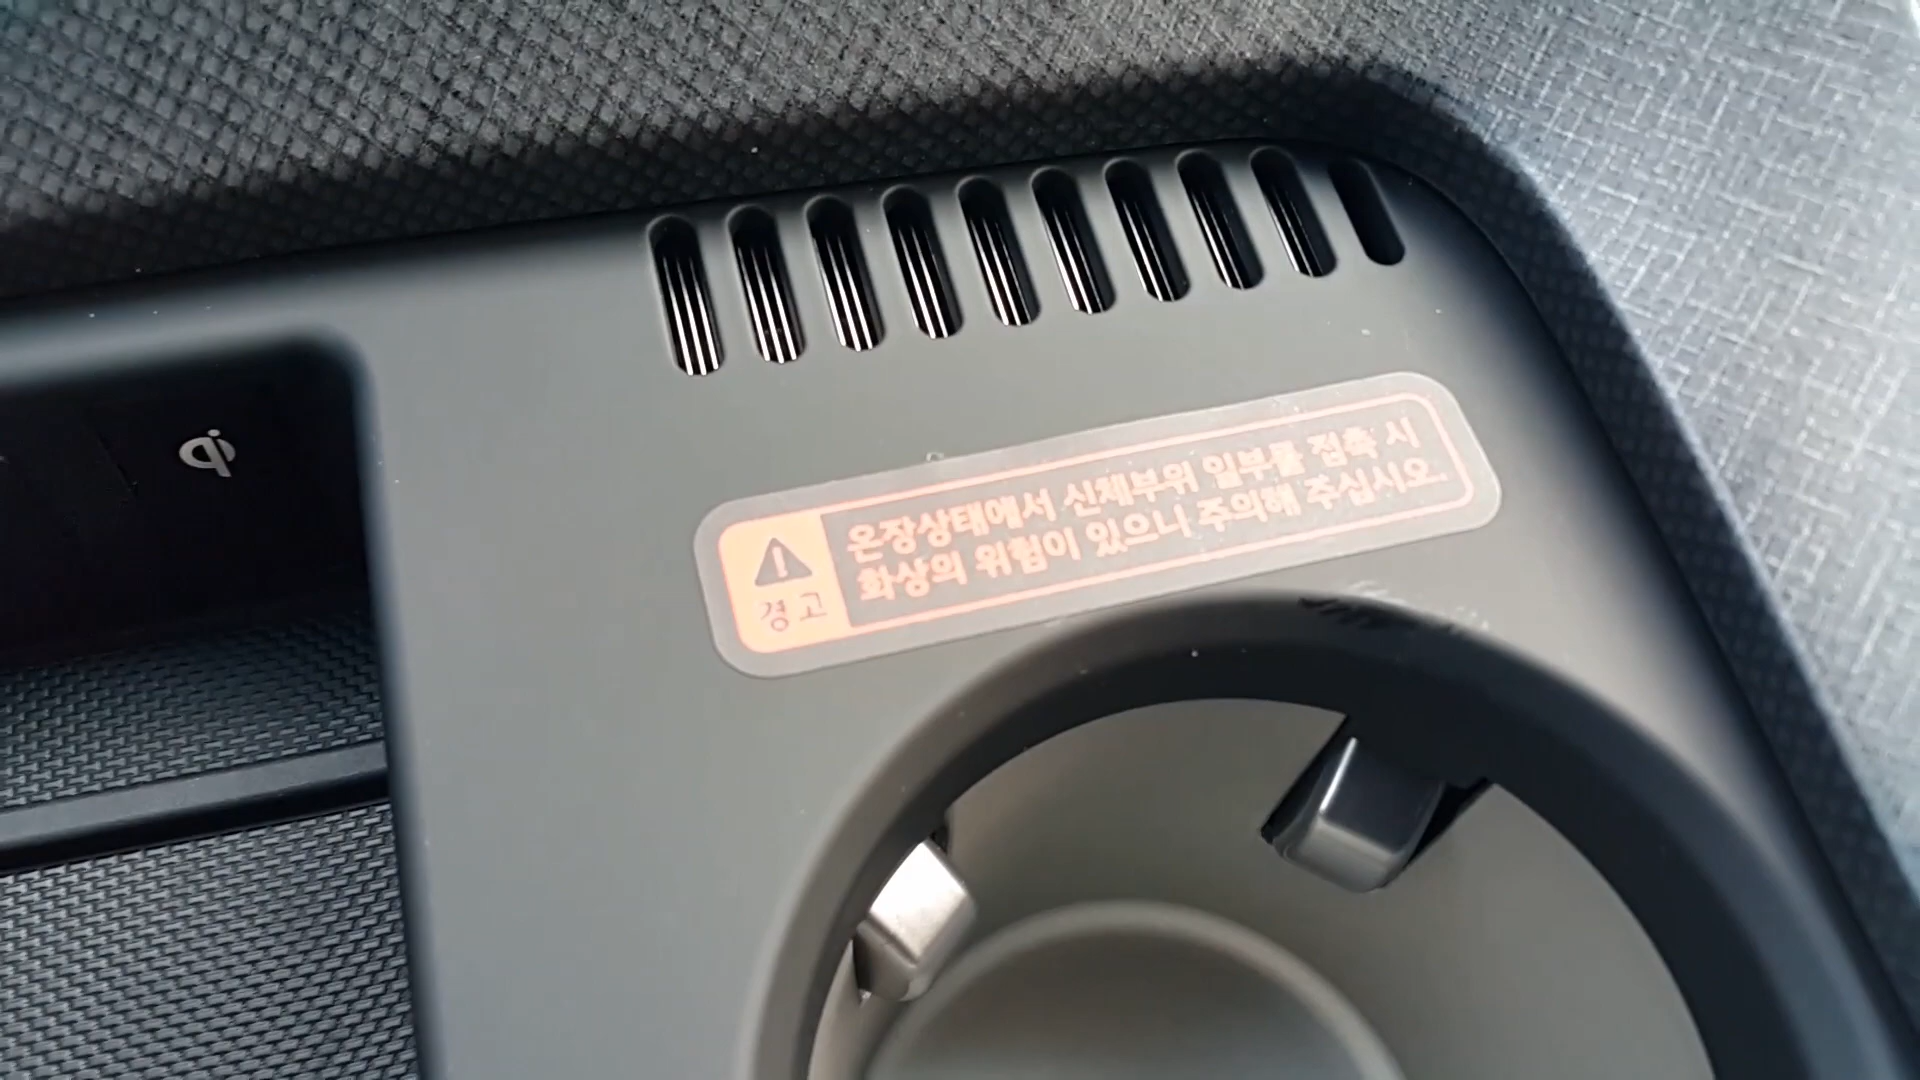 온장상태에서 신체부위 일부를 접촉 시
화상의 위험이 있으니 주의해 주십시오.
경고
qi